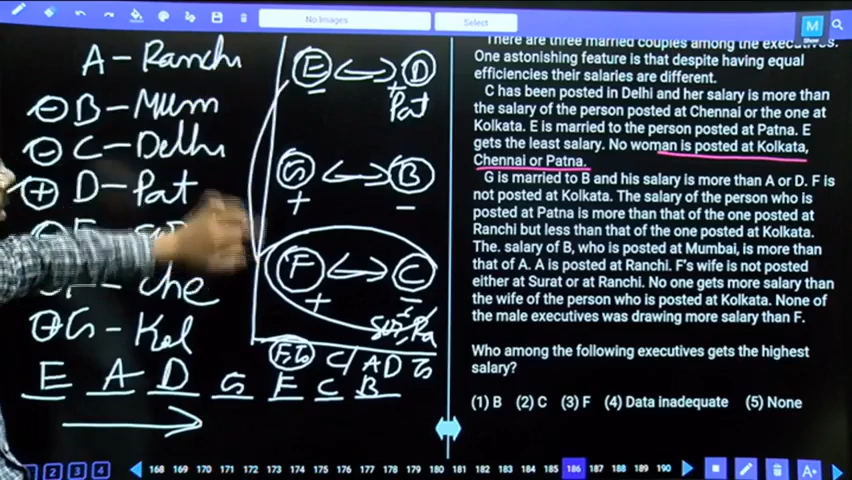 No Images
Select
M
Show
A - Ranchi
B - Mum
C - Delhi
D - Pat
Che
G - Kol
E A D G F C B
E D
Pat
G B
F C
F, G C/ A D G
There are three married couples among the executives.
One astonishing feature is that despite having equal
efficiencies their salaries are different.
C has been posted in Delhi and her salary is more than
the salary of the person posted at Chennai or the one at
Kolkata. E is married to the person posted at Patna. E
gets the least salary. No woman is posted at Kolkata,
Chennai or Patna.
G is married to B and his salary is more than A or D. F is
not posted at Kolkata. The salary of the person who is
posted at Patna is more than that of the one posted at
Ranchi but less than that of the one posted at Kolkata.
The. salary of B, who is posted at Mumbai, is more than
that of A. A is posted at Ranchi. F's wife is not posted
either at Surat or at Ranchi. No one gets more salary than
the wife of the person who is posted at Kolkata. None of
the male executives was drawing more salary than F.
Who among the following executives gets the highest
salary?
(1) B (2) C (3) F (4) Data inadequate (5) None
2 3 4
168 169 170 171 172 173 174 175 176 177 178 179 180 181 182 183 184 185 186 187 188 189 190
A+